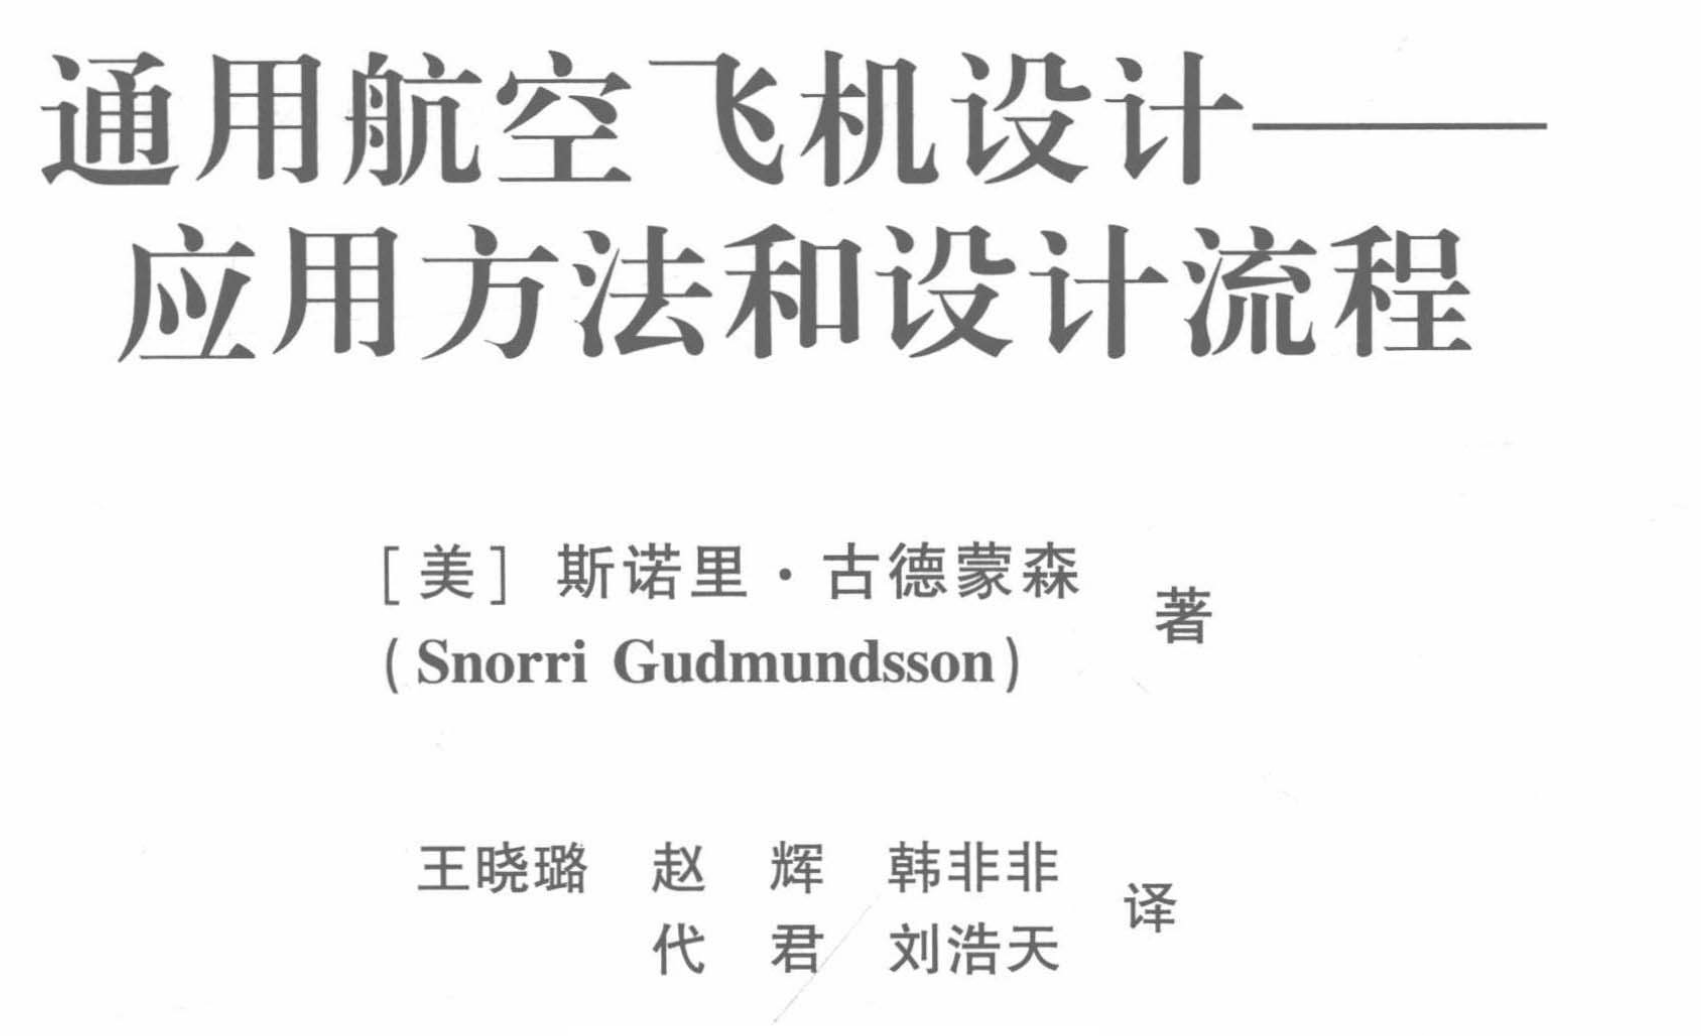 通用航空飞机设计——
应用方法和设计流程
[美] 斯诺里·古德蒙森
(Snorri Gudmundsson)
著
王晓璐 赵 辉 韩非非
代 君 刘浩天
译